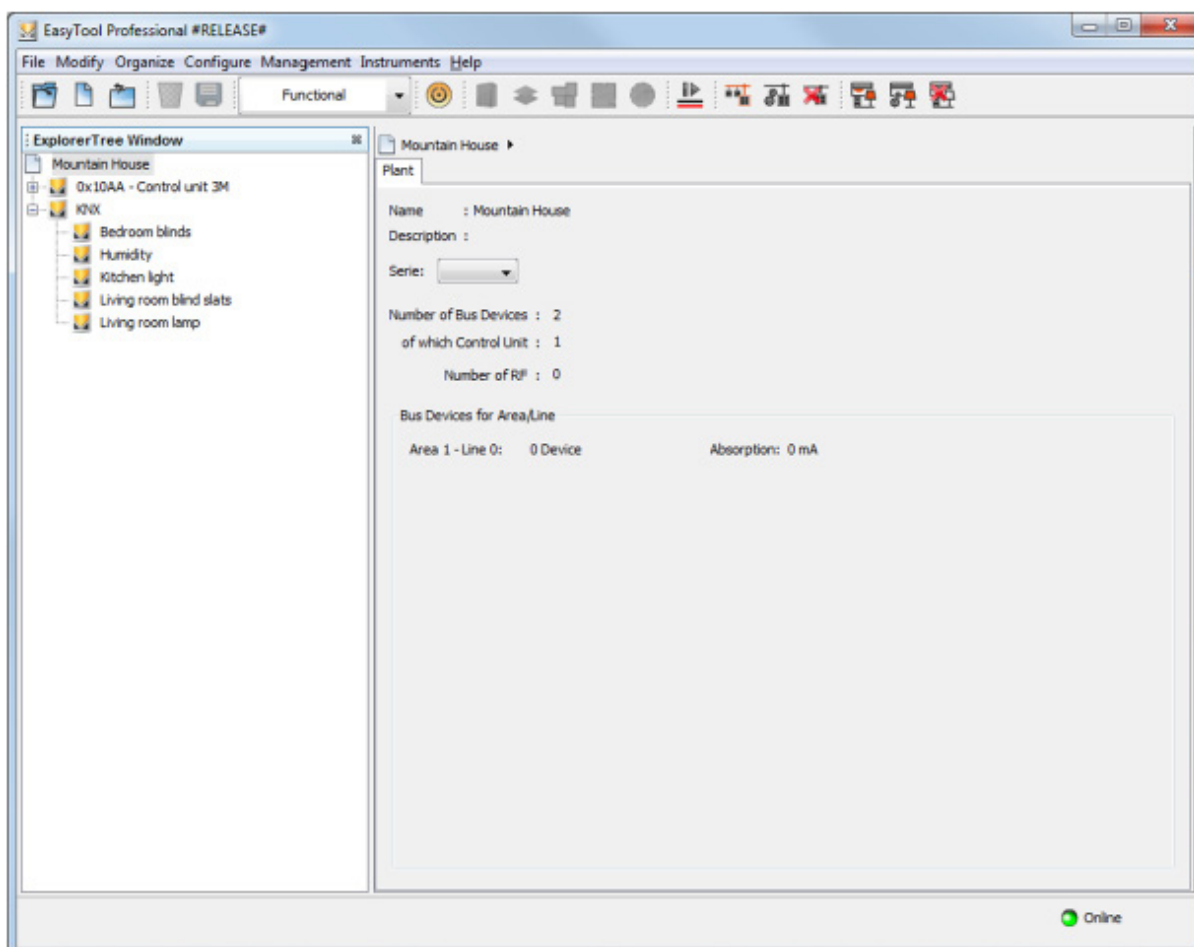 EasyTool Professional #RELEASE#
File Modify Organize Configure Management Instruments Help
Functional
ExplorerTree Window
Mountain House
0x10AA - Control unit 3M
KNX
Bedroom blinds
Humidity
Kitchen light
Living room blind slats
Living room lamp
Mountain House
Plant
Name : Mountain House
Description :
Serie:
Number of Bus Devices : 2
of which Control Unit : 1
Number of RF : 0
Bus Devices for Area/Line
Area 1 - Line 0: 0 Device Absorption: 0 mA
Online